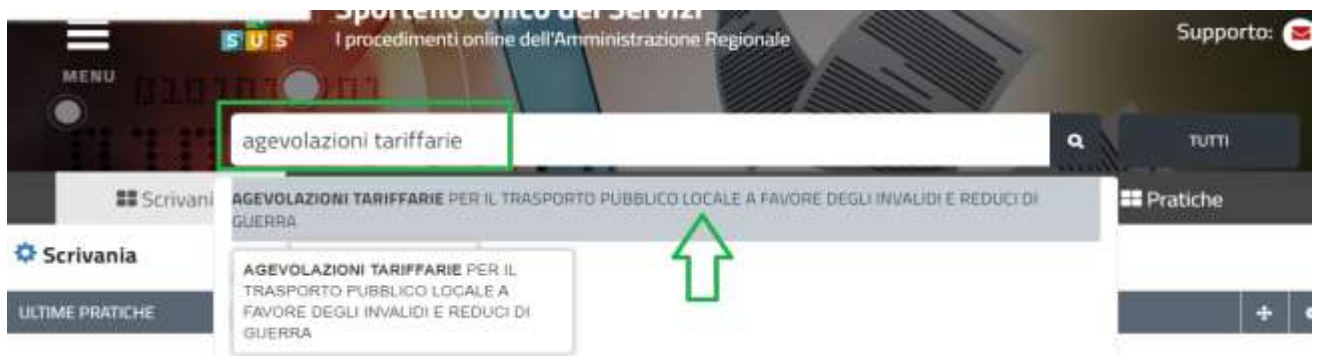 Sportello Unico dei Servizi
SUS
I procedimenti online dell'Amministrazione Regionale
Supporto:
MENU
agevolazioni tariffarie
TUTTI
Scrivani
AGEVOLAZIONI TARIFFARIE PER IL TRASPORTO PUBBLICO LOCALE A FAVORE DEGLI INVALIDI E REDUCI DI
GUERRA
Pratiche
Scrivania
AGEVOLAZIONI TARIFFARIE PER IL
TRASPORTO PUBBLICO LOCALE A
FAVORE DEGLI INVALIDI E REDUCI DI
GUERRA
ULTIME PRATICHE